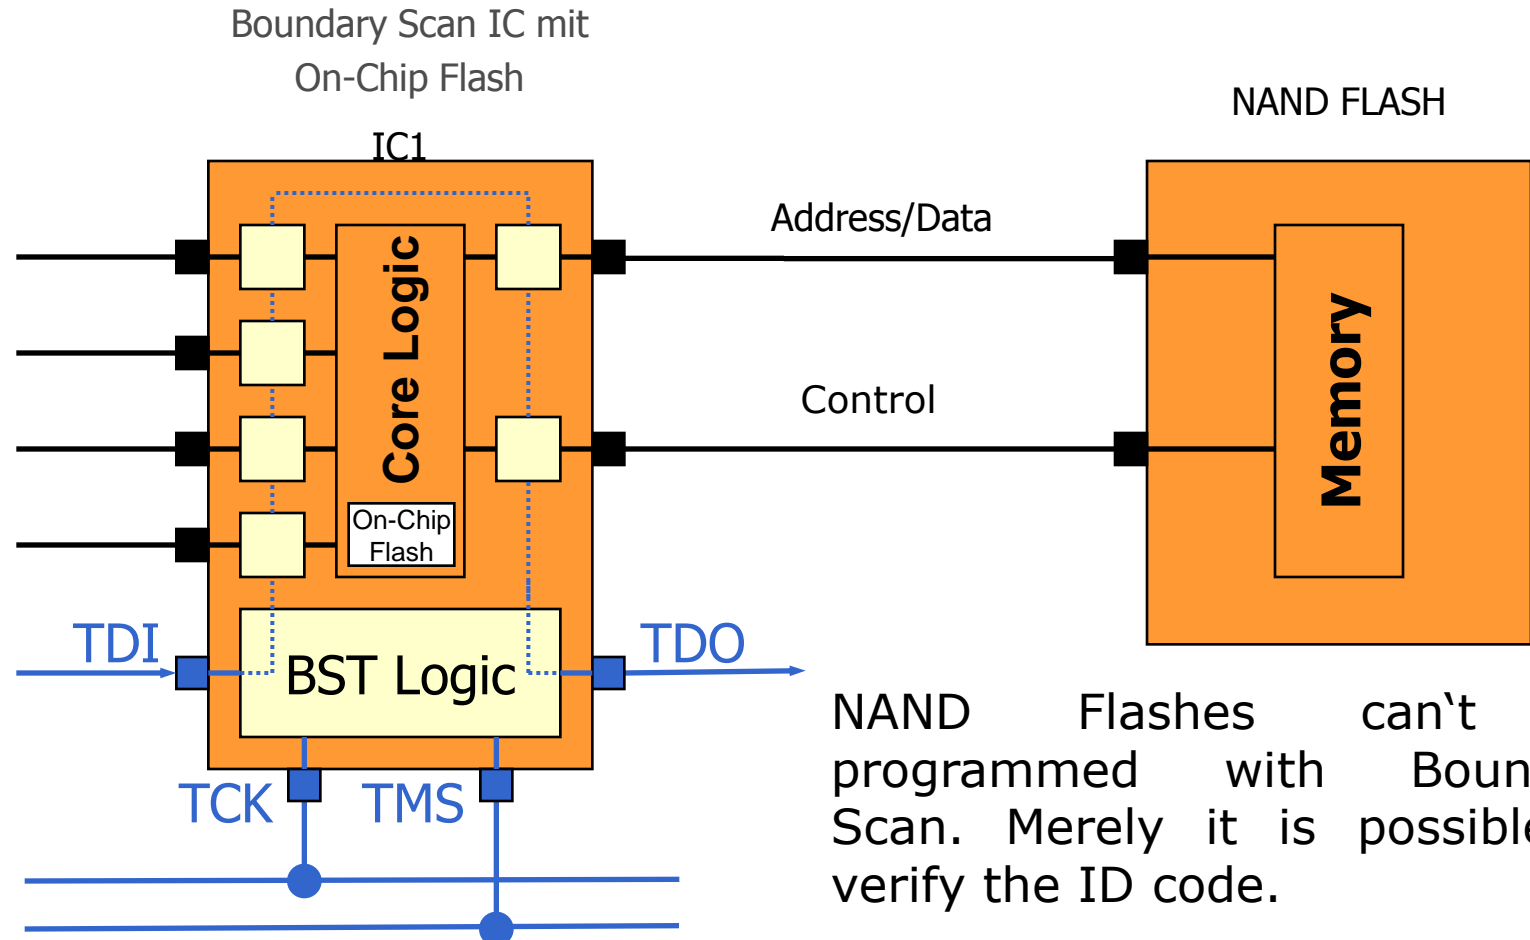 Boundary Scan IC mit
On-Chip Flash
NAND FLASH
IC1
Address/Data
Core Logic
Control
Memory
On-Chip
Flash
TDI
TDO
BST Logic
TCK
TMS
NAND Flashes can‘t
programmed with Boun
Scan. Merely it is possible
verify the ID code.